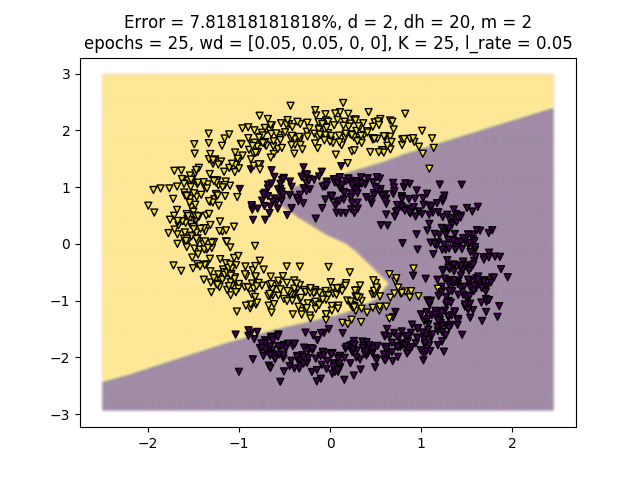 Error = 7.81818181818%, d = 2, dh = 20, m = 2
epochs = 25, wd = [0.05, 0.05, 0, 0], K = 25, l_rate = 0.05
3
2
1
0
−1
−2
−3
−2 −1 0 1 2